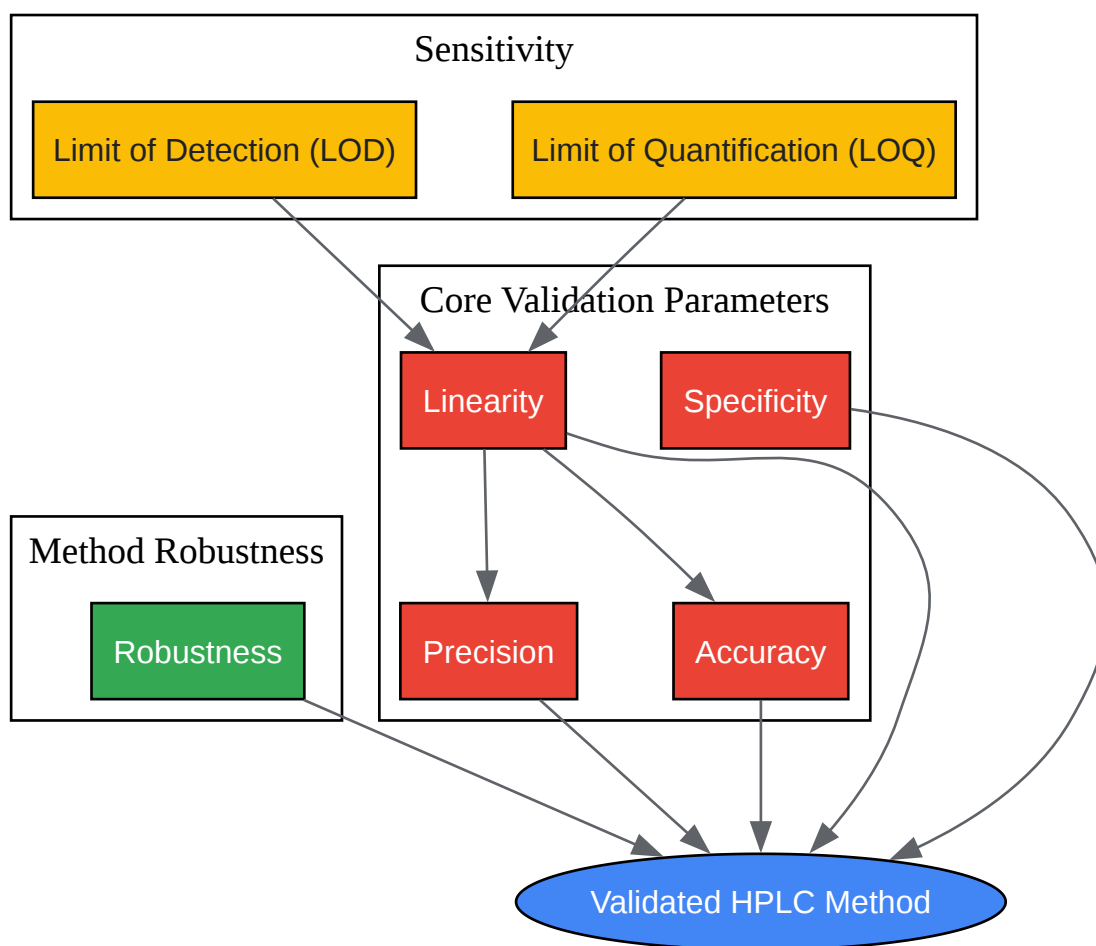 Sensitivity
Limit of Detection (LOD)
Limit of Quantification (LOQ)
Core Validation Parameters
Linearity
Specificity
Method Robustness
Robustness
Precision
Accuracy
Validated HPLC Method